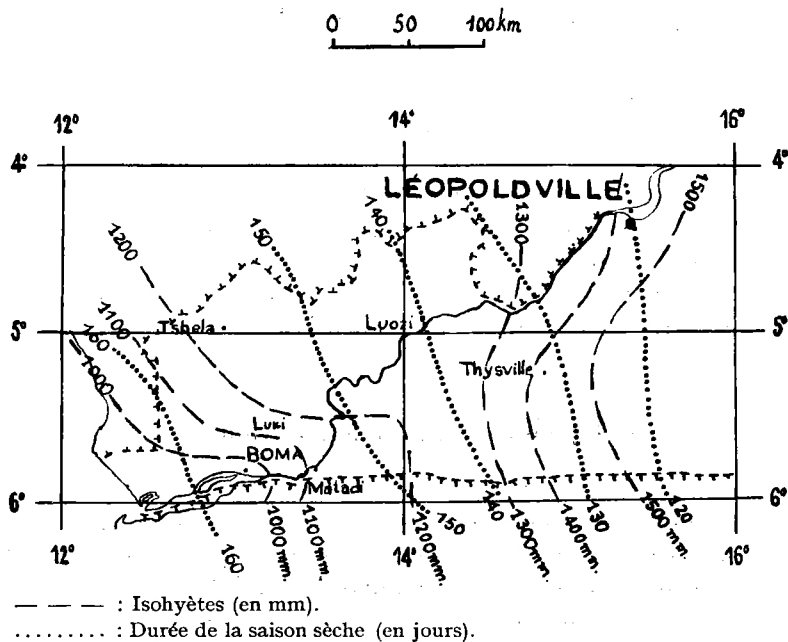 0 50 100 km
12° 14° 16°
4° 4°
LÉOPOLDVILLE
1500
140
1300
1200
150
1100
160
1000
Tshela
Luozi
5° 5°
Thysville
Luki
BOMA
Matadi
6° 6°
160
1000 mm.
1100 mm.
1200 mm.
150
140
1300 mm.
1400 mm.
130
1500 mm.
120
12° 14° 16°
— — — — : Isohyètes (en mm).
.......... : Durée de la saison sèche (en jours).